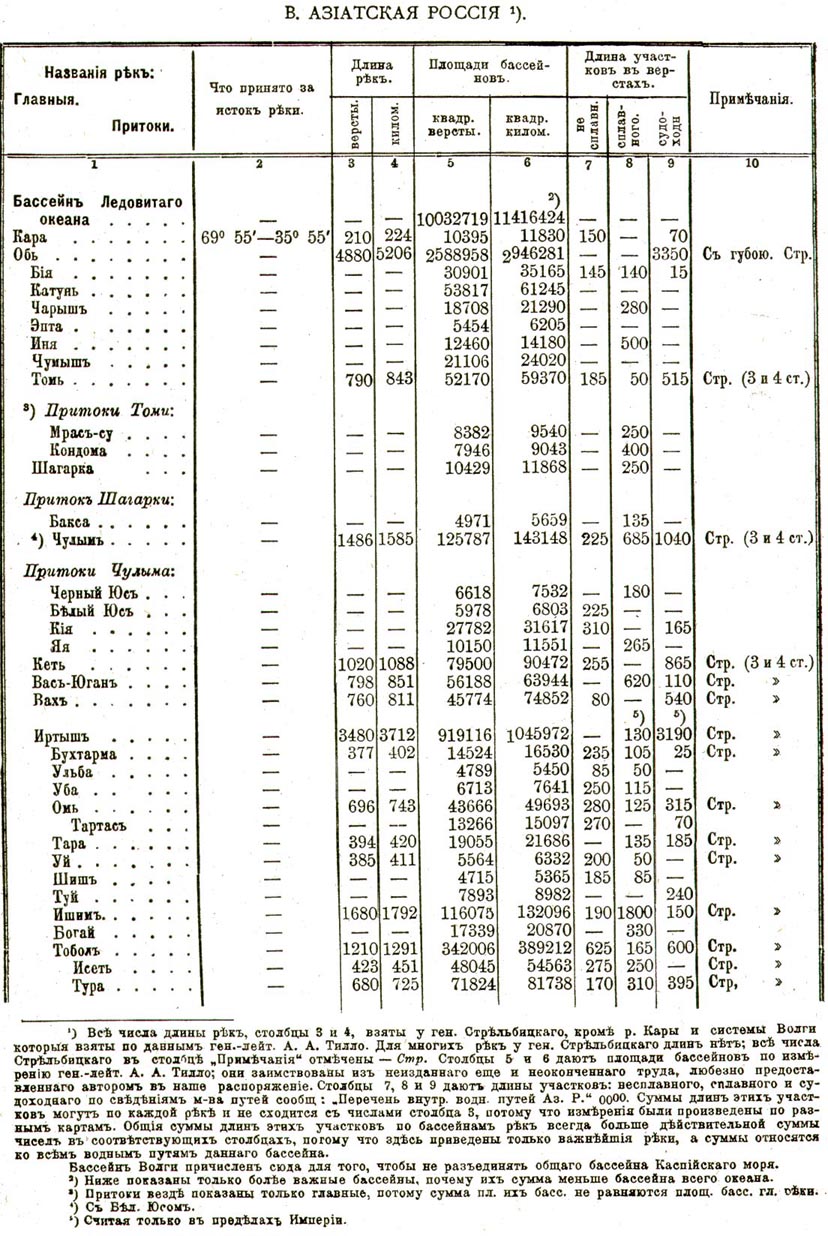 В. АЗІАТСКАЯ РОССІЯ ¹).
Названія рѣкъ:
Главныя.
Притоки.
Что принято за
истокъ рѣки.
Длина
рѣкъ.
версты.
килом.
Площади бассей-
новъ.
квадр.
версты.
квадр.
килом.
Длина участ-
ковъ въ вер-
стахъ.
не
сплавн.
сплав-
ного.
судо-
ходн
Примѣчанія.
1 2 3 4 5 6 7 8 9 10
Бассейнъ Ледовитаго ²)
океана . . . . . — — — 10032719 11416424 — — —
Кара . . . . . . . 69⁰ 55′—35⁰ 55′ 210 224 10395 11830 150 — 70
Обь . . . . . . . . — 4880 5206 2588958 2946281 — — 3350 Съ губою. Стр.
Бія . . . . . . . — — — 30901 35165 145 140 15
Катунь . . . . . . — — — 53817 61245 — — —
Чарышъ . . . . . — — — 18708 21290 — 280 —
Эпта . . . . . . . — — — 5454 6205 — — —
Иня . . . . . . — — — 12460 14180 — 500 —
Чумышъ . . . . . — — — 21106 24020 — — —
Томь . . . . . . . — 790 843 52170 59370 185 50 515 Стр. (3 и 4 ст.)
³) Притоки Томи:
Мрасъ-су . . . . — — — 8382 9540 — 250 —
Кондома . . . . — — — 7946 9043 — 400 —
Шагарка . . . — — — 10429 11868 — 250 —
Притокъ Шагарки:
Бакса . . . . . . — — — 4971 5659 — 135 —
⁴) Чулымъ . . . . . — 1486 1585 125787 143148 225 685 1040 Стр. (3 и 4 ст.)
Притоки Чулыма:
Черный Юсъ . . . — — — 6618 7532 — 180 —
Бѣлый Юсъ . . . — — — 5978 6803 225 — —
Кія . . . . . . — — — 27782 31617 310 — 165
Яя . . . . . . — — — 10150 11551 — 265 —
Кеть . . . . . . — 1020 1088 79500 90472 255 — 865 Стр. (3 и 4 ст.)
Васъ-Юганъ . . . . — 798 851 56188 63944 — 620 110 Стр. »
Вахъ . . . . . . . — 760 811 45774 74852 80 — 540 Стр. »
⁵) ⁵)
Иртышъ . . . . . — 3480 3712 919116 1045972 — 130 3190 Стр. »
Бухтарма . . . . — 377 402 14524 16530 235 105 25 Стр. »
Ульба . . . . . — — — 4789 5450 85 50 —
Уба . . . . . . — — — 6713 7641 250 115 —
Омь . . . . . . — 696 743 43666 49693 280 125 315 Стр. »
Тартасъ . . . — — — 13266 15097 270 — 70
Тара . . . . . . — 394 420 19055 21686 — 135 185 Стр. »
Уй . . . . . . . — 385 411 5564 6332 200 50 — Стр. »
Шишъ . . . . — — — 4715 5365 185 85 —
Туй . . . . . . — — — 7893 8982 — — 240
Ишимъ. . . . . . — 1680 1792 116075 132096 190 1800 150 Стр. »
Богай . . . . . — — — 17339 20870 — 330 —
Тоболъ . . . . . — 1210 1291 342006 389212 625 165 600 Стр. »
Исеть . . . . . — 423 451 48045 54563 275 250 — Стр. »
Тура . . . . . — 680 725 71824 81738 170 310 395 Стр, »
¹) Всѣ числа длины рѣкъ, столбцы 3 и 4, взяты у ген. Стрѣльбицкаго, кромѣ р. Кары и системы Волги
которыя взяты по даннымъ ген.-лейт. А. А. Тилло. Для многихъ рѣкъ у ген. Стрѣльбицкаго длинъ нѣтъ; всѣ числа
Стрѣльбицкаго въ столбцѣ „Примѣчанія“ отмѣчены — Стр. Столбцы 5 и 6 даютъ площади бассейновъ по измѣ-
ренію ген.-лейт. А. А. Тилло; они заимствованы изъ неизданнаго еще и неоконченнаго труда, любезно предоста-
вленнаго авторомъ въ наше распоряженіе. Столбцы 7, 8 и 9 даютъ длины участковъ: несплавного, сплавного и су-
доходнаго по свѣдѣніямъ м-ва путей сообщ : „Перечень внутр. водн. путей Аз. Р.“ 0000. Суммы длинъ этихъ участ-
ковъ могутъ по каждой рѣкѣ и не сходится съ числами столбца 3, потому что измѣренія были произведены по раз-
нымъ картамъ. Общія суммы длинъ этихъ участковъ по бассейнамъ рѣкъ всегда больше дѣйствительной суммы
чиселъ въ соотвѣтствующихъ столбцахъ, погому что здѣсь приведены только важнѣйшія рѣки, а суммы относятся
ко всѣмъ воднымъ путямъ даннаго бассейна.
Бассейнъ Волги причисленъ сюда для того, чтобы не разъединять общаго бассейна Каспійскаго моря.
²) Ниже показаны только болѣе важные бассейны, почему ихъ сумма меньше бассейна всего океана.
³) Притоки вездѣ показаны только главные, потому сумма пл. ихъ басс. не равняются площ. басс. гл. рѣки.
⁴) Съ Бѣл. Юсомъ.
⁵) Считая только въ предѣлахъ Имперіи.